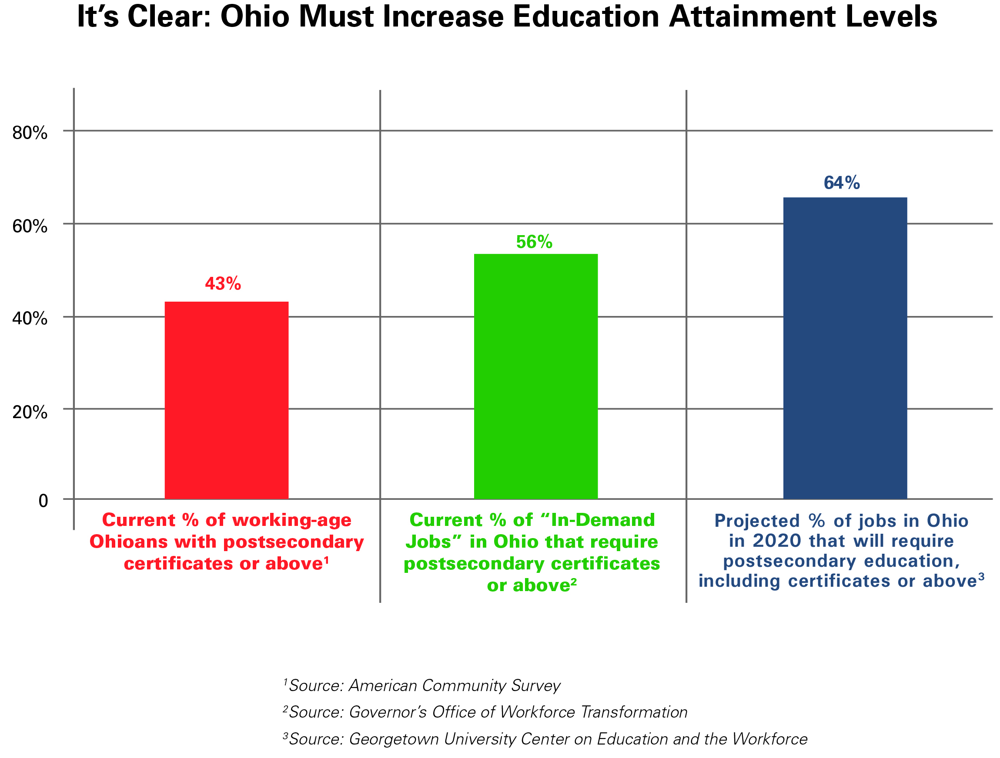 It’s Clear: Ohio Must Increase Education Attainment Levels
80%
60%
40%
20%
0
43%
56%
64%
Current % of working-age
Ohioans with postsecondary
certificates or above¹
Current % of “In-Demand
Jobs” in Ohio that require
postsecondary certificates
or above²
Projected % of jobs in Ohio
in 2020 that will require
postsecondary education,
including certificates or above³
¹Source: American Community Survey
²Source: Governor’s Office of Workforce Transformation
³Source: Georgetown University Center on Education and the Workforce